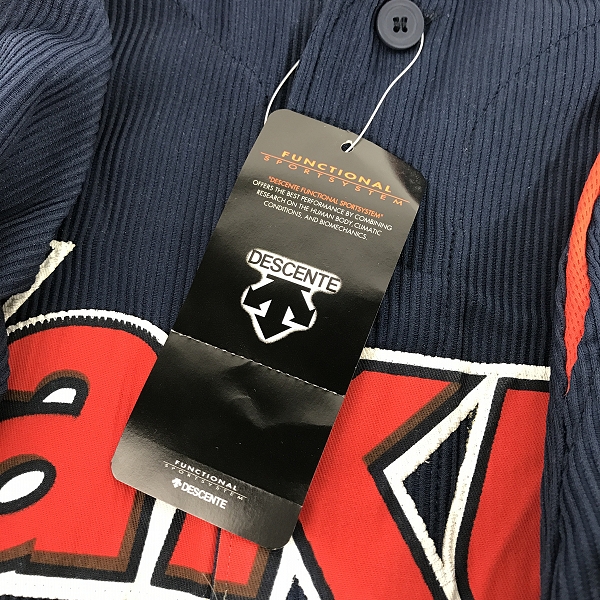 FUNCTIONAL
SPORTSYSTEM
"DESCENTE FUNCTIONAL SPORTSYSTEM"
OFFERS THE BEST PERFORMANCE BY COMBINING
RESEARCH ON THE HUMAN BODY, CLIMATIC
CONDITIONS, AND BIOMECHANICS.
DESCENTE
FUNCTIONAL
SPORTSYSTEM
DESCENTE
aku